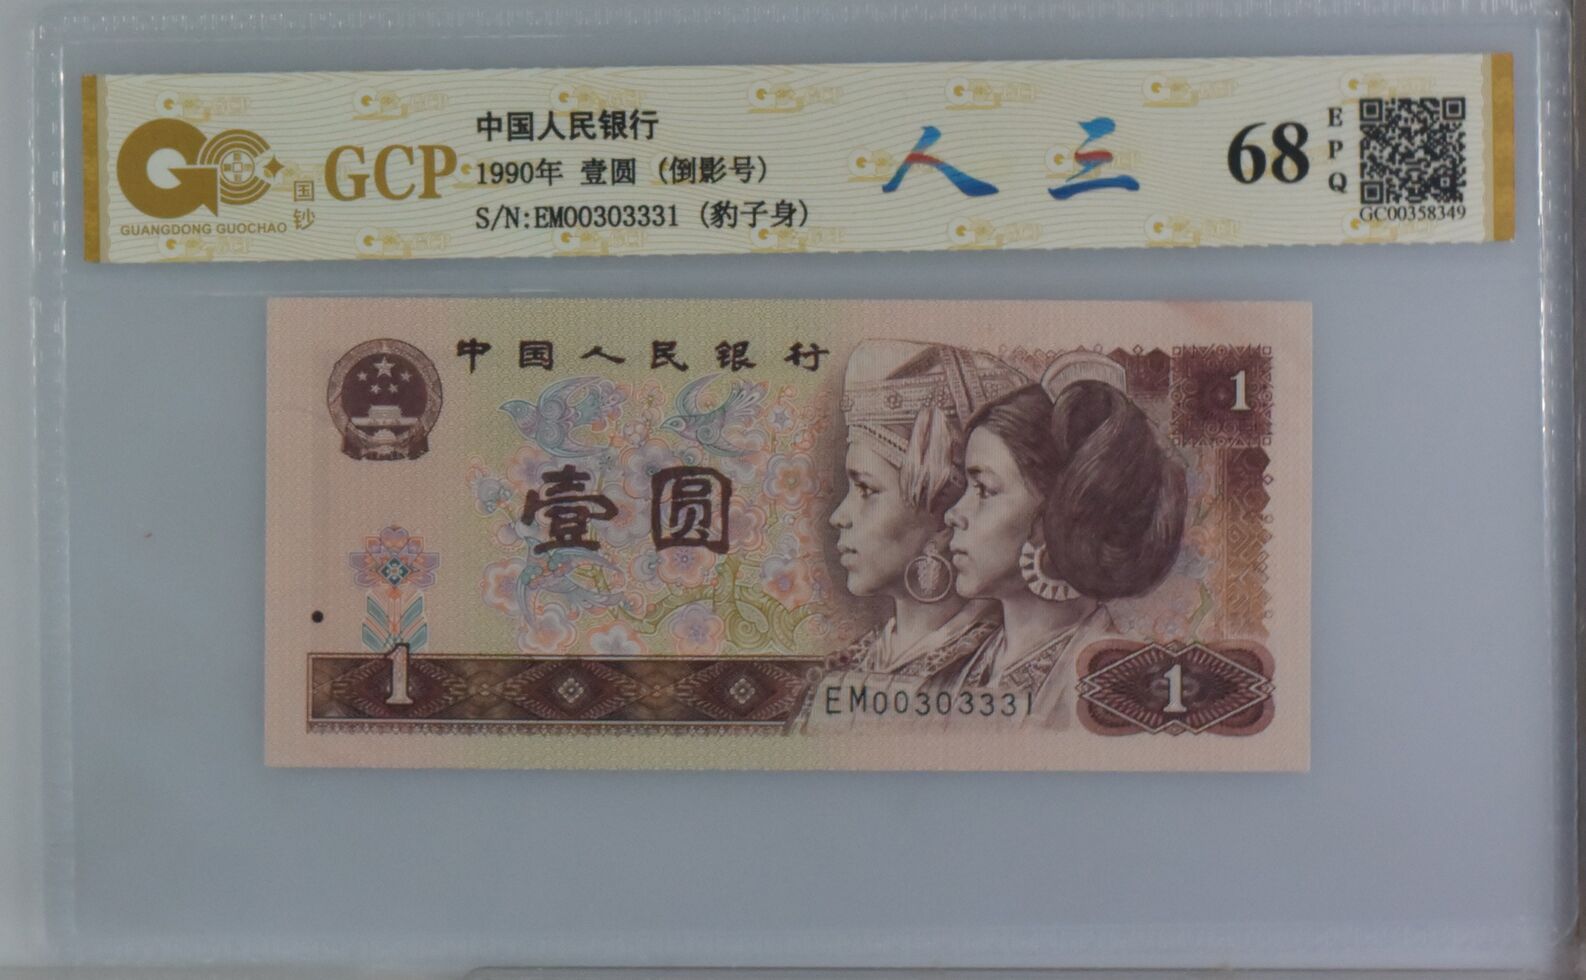 GUANGDONG GUOCHAO
国钞
GCP
中国人民银行
1990年 壹圆 (倒影号)
S/N:EM00303331 (豹子身)
人三
68
EPQ
GC00358349
中国人民银行
1
壹圆
1
EM00303331
1